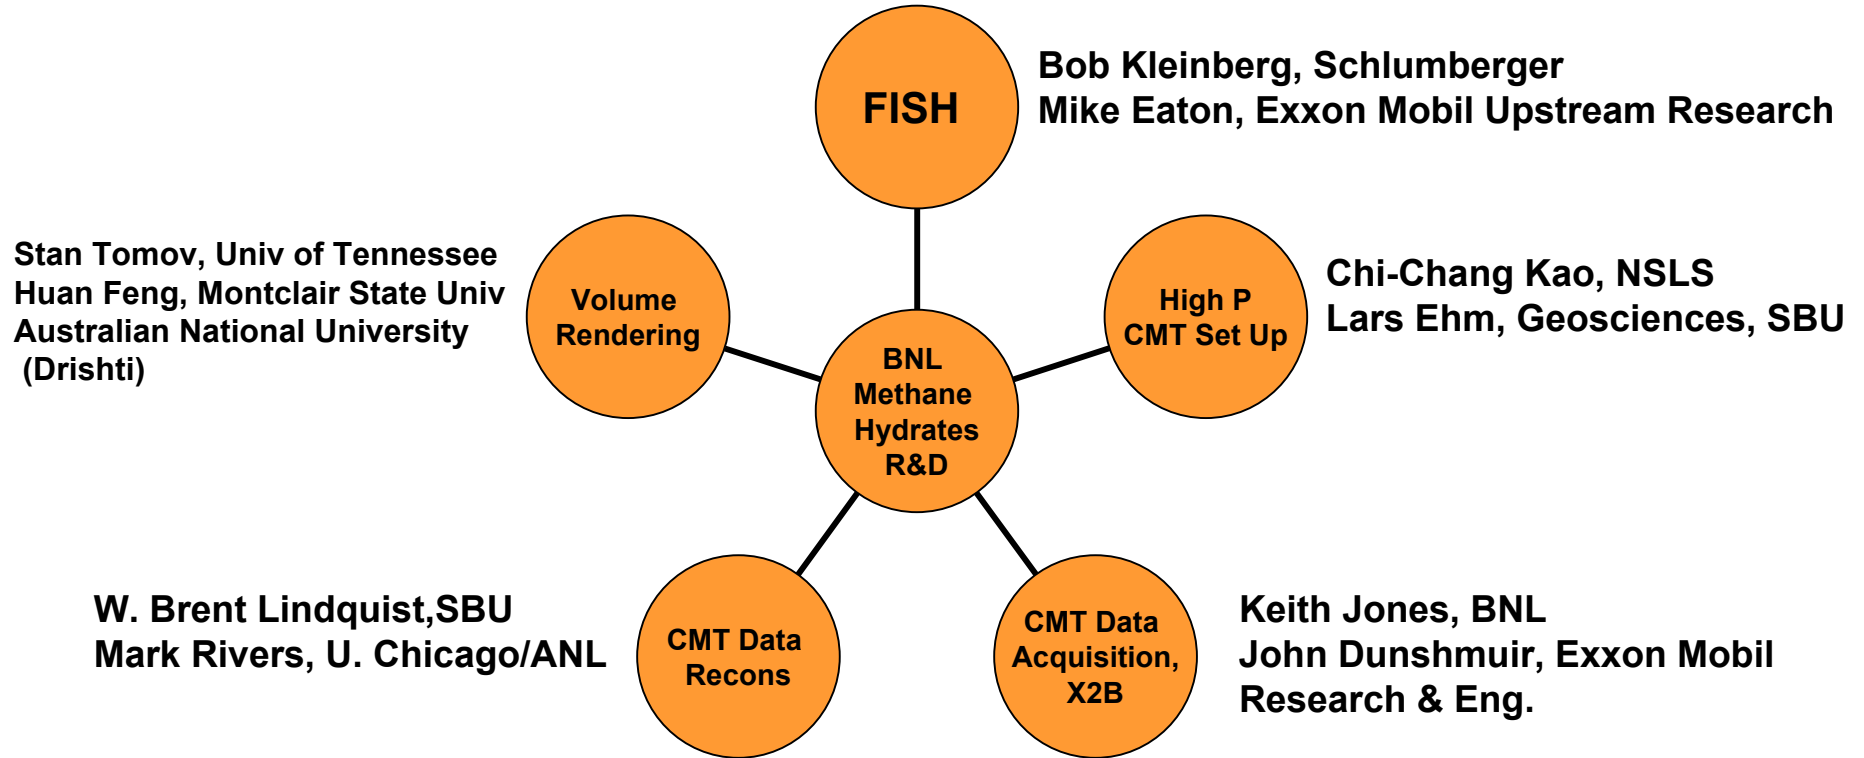 FISH
Bob Kleinberg, Schlumberger
Mike Eaton, Exxon Mobil Upstream Research
Stan Tomov, Univ of Tennessee
Huan Feng, Montclair State Univ
Australian National University
(Drishti)
Volume
Rendering
High P
CMT Set Up
Chi-Chang Kao, NSLS
Lars Ehm, Geosciences, SBU
BNL
Methane
Hydrates
R&D
W. Brent Lindquist,SBU
Mark Rivers, U. Chicago/ANL
CMT Data
Recons
CMT Data
Acquisition,
X2B
Keith Jones, BNL
John Dunshmuir, Exxon Mobil
Research & Eng.